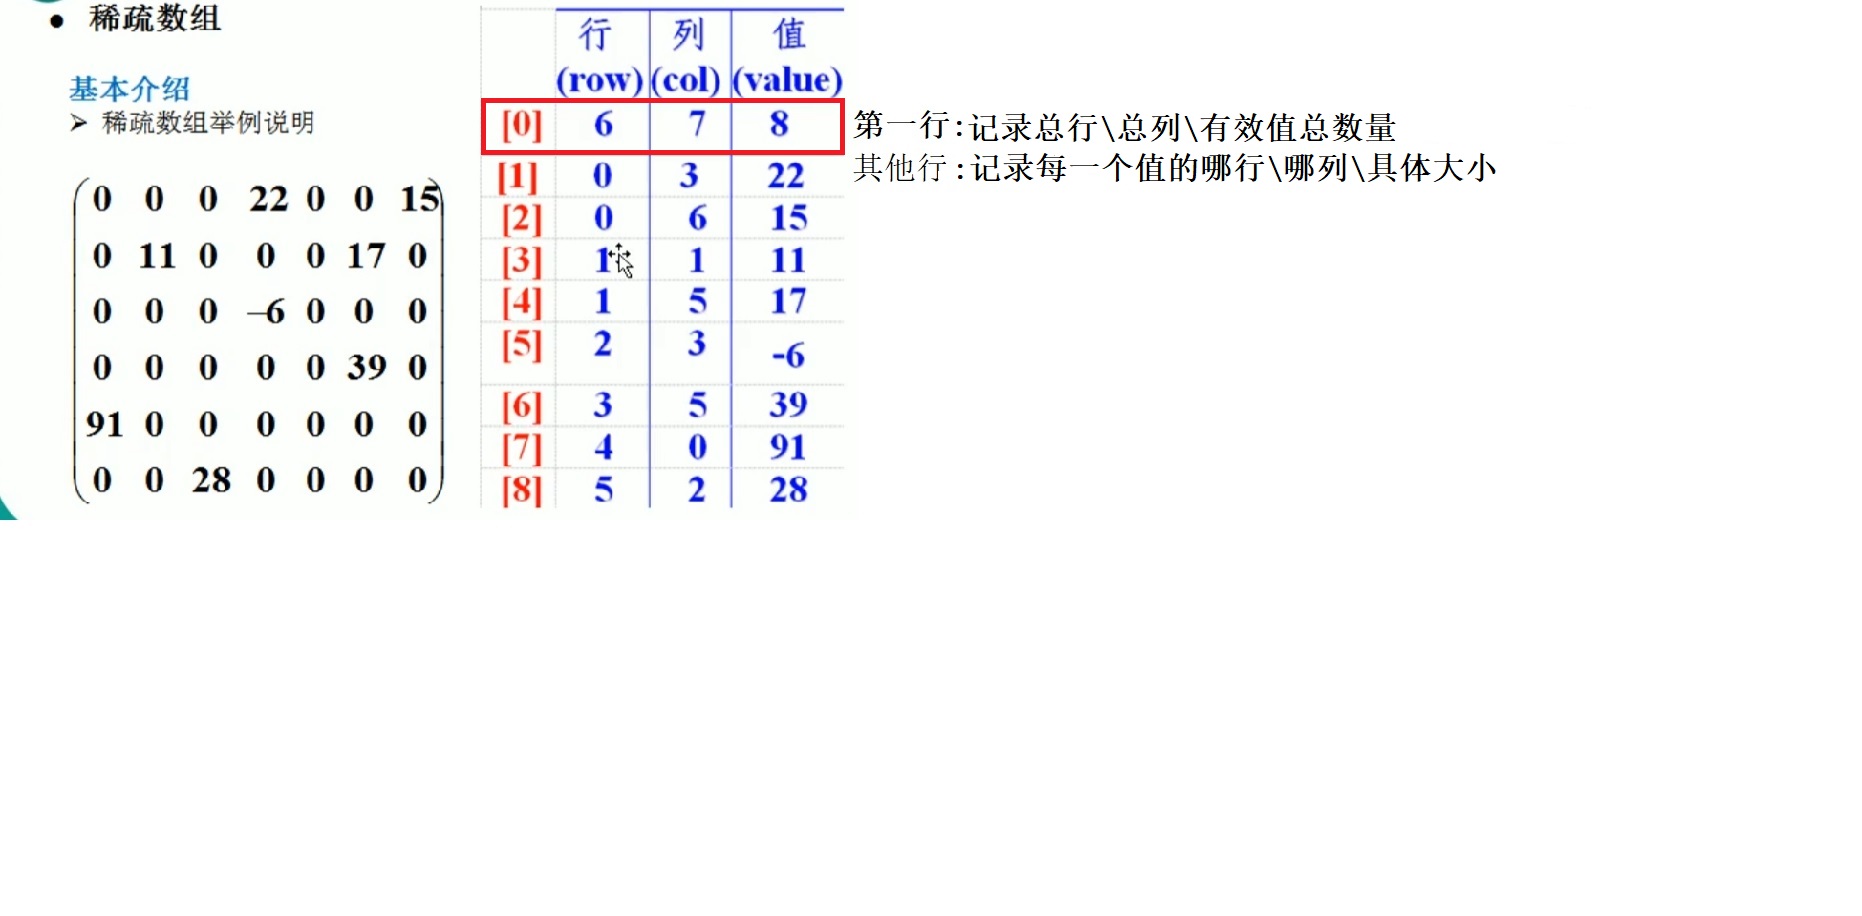 • 稀疏数组
基本介绍
➢ 稀疏数组举例说明
0 0 0 22 0 0 15
0 11 0 0 0 17 0
0 0 0 –6 0 0 0
0 0 0 0 0 39 0
91 0 0 0 0 0 0
0 0 28 0 0 0 0
行 列 值
(row) (col) (value)
[0] 6 7 8
[1] 0 3 22
[2] 0 6 15
[3] 1 1 11
[4] 1 5 17
[5] 2 3 -6
[6] 3 5 39
[7] 4 0 91
[8] 5 2 28
第一行:记录总行\总列\有效值总数量
其他行:记录每一个值的哪行\哪列\具体大小